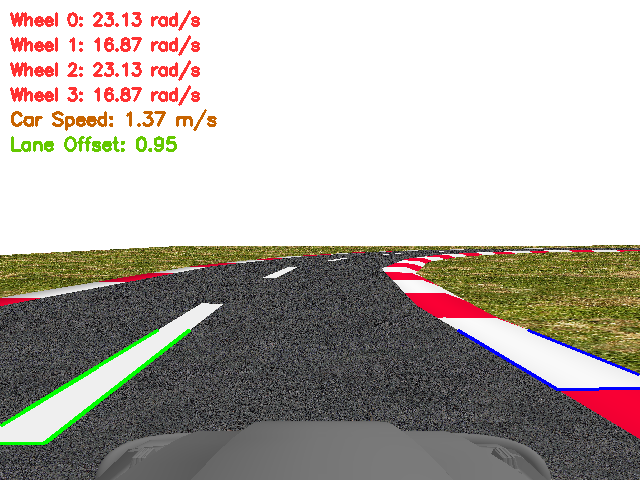 Wheel 0: 23.13 rad/s
Wheel 1: 16.87 rad/s
Wheel 2: 23.13 rad/s
Wheel 3: 16.87 rad/s
Car Speed: 1.37 m/s
Lane Offset: 0.95